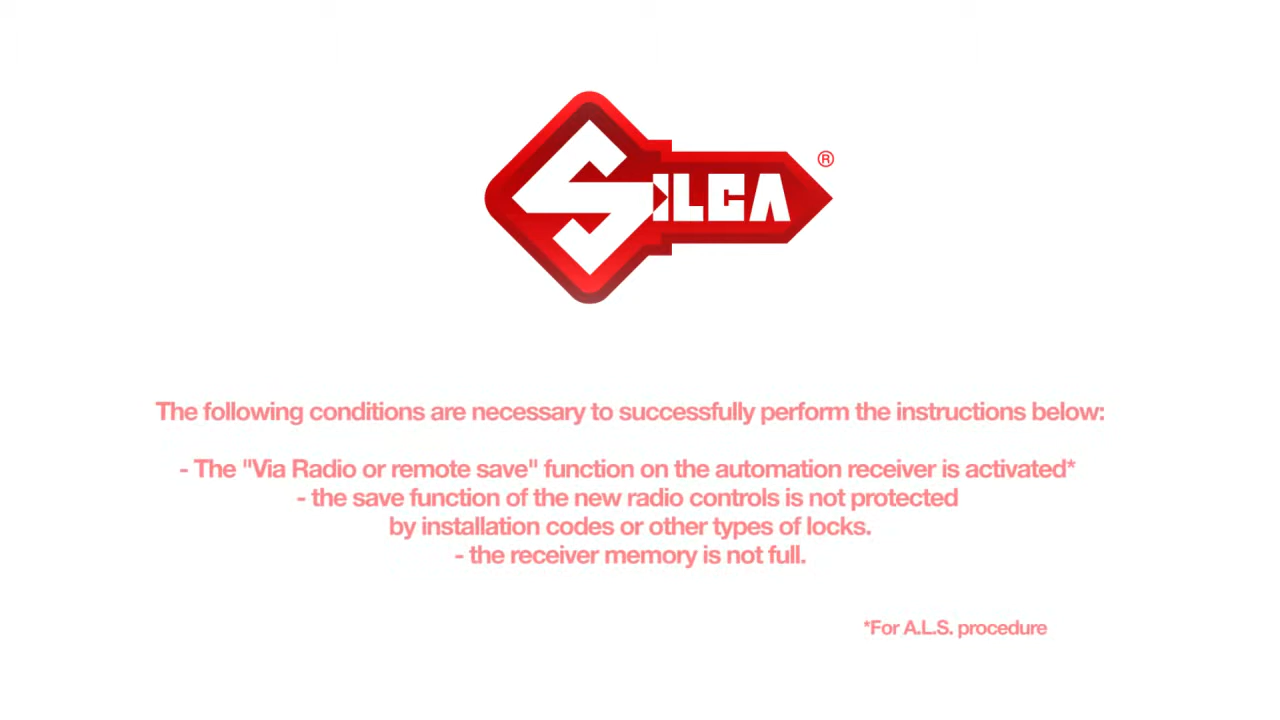 SILCA ®
The following conditions are necessary to successfully perform the instructions below:
- The "Via Radio or remote save" function on the automation receiver is activated*
- the save function of the new radio controls is not protected
by installation codes or other types of locks.
- the receiver memory is not full.
*For A.L.S. procedure